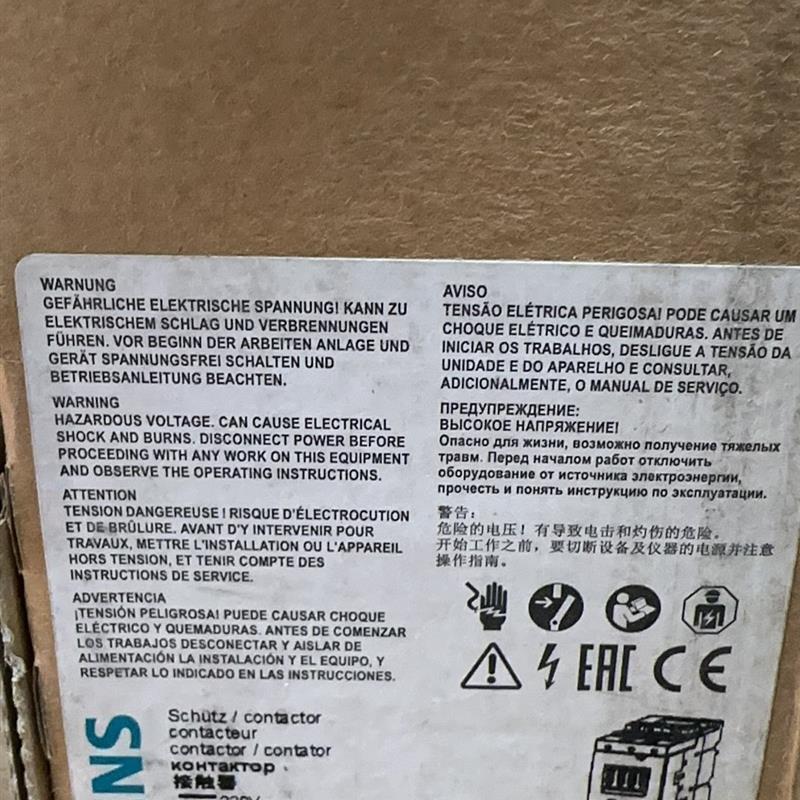 WARNUNG
GEFÄHRLICHE ELEKTRISCHE SPANNUNG! KANN ZU
ELEKTRISCHEM SCHLAG UND VERBRENNUNGEN
FÜHREN. VOR BEGINN DER ARBEITEN ANLAGE UND
GERÄT SPANNUNGSFREI SCHALTEN UND
BETRIEBSANLEITUNG BEACHTEN.
WARNING
HAZARDOUS VOLTAGE. CAN CAUSE ELECTRICAL
SHOCK AND BURNS. DISCONNECT POWER BEFORE
PROCEEDING WITH ANY WORK ON THIS EQUIPMENT
AND OBSERVE THE OPERATING INSTRUCTIONS.
ATTENTION
TENSION DANGEREUSE ! RISQUE D'ÉLECTROCUTION
ET DE BRÛLURE. AVANT D'Y INTERVENIR POUR
TRAVAUX, METTRE L'INSTALLATION OU L'APPAREIL
HORS TENSION, ET TENIR COMPTE DES
INSTRUCTIONS DE SERVICE.
ADVERTENCIA
¡TENSIÓN PELIGROSA! PUEDE CAUSAR CHOQUE
ELÉCTRICO Y QUEMADURAS. ANTES DE COMENZAR
LOS TRABAJOS DESCONECTAR Y AISLAR DE
ALIMENTACIÓN LA INSTALACIÓN Y EL EQUIPO, Y
RESPETAR LO INDICADO EN LAS INSTRUCCIONES.
AVISO
TENSÃO ELÉTRICA PERIGOSA! PODE CAUSAR UM
CHOQUE ELÉTRICO E QUEIMADURAS. ANTES DE
INICIAR OS TRABALHOS, DESLIGUE A TENSÃO DA
UNIDADE E DO APARELHO E CONSULTAR,
ADICIONALMENTE, O MANUAL DE SERVIÇO.
ПРЕДУПРЕЖДЕНИЕ:
ВЫСОКОЕ НАПРЯЖЕНИЕ!
Опасно для жизни, возможно получение тяжелых
травм. Перед началом работ отключить
оборудование от источника электроэнергии,
прочесть и понять инструкцию по эксплуатации.
警告:
危险的电压! 有导致电击和灼伤的危险。
开始工作之前, 要切断设备及仪器的电源并注意
操作指南。
EAC CE
NS
Schütz / contactor
contacteur
contactor / contator
контактор
接触器